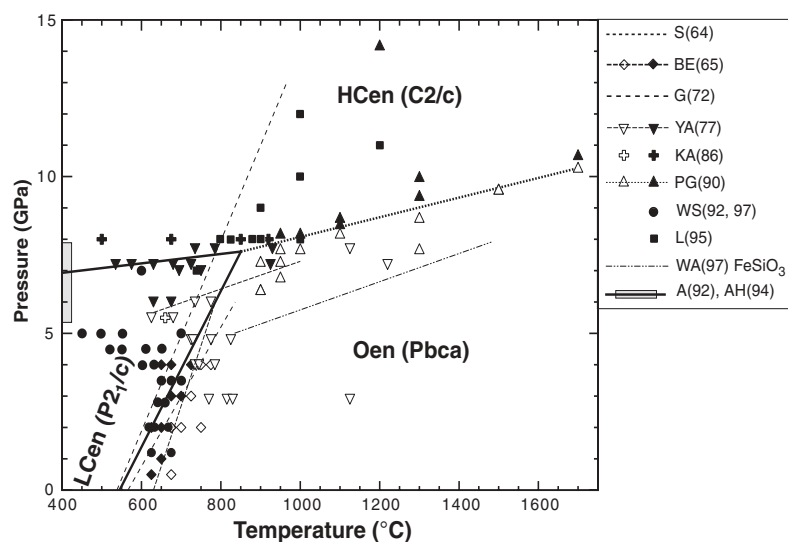 15
10
5
0
Pressure (GPa)
400 600 800 1000 1200 1400 1600
Temperature (°C)
HCen (C2/c)
Oen (Pbca)
LCen (P2₁/c)
S(64)
BE(65)
G(72)
YA(77)
KA(86)
PG(90)
WS(92, 97)
L(95)
WA(97) FeSiO₃
A(92), AH(94)